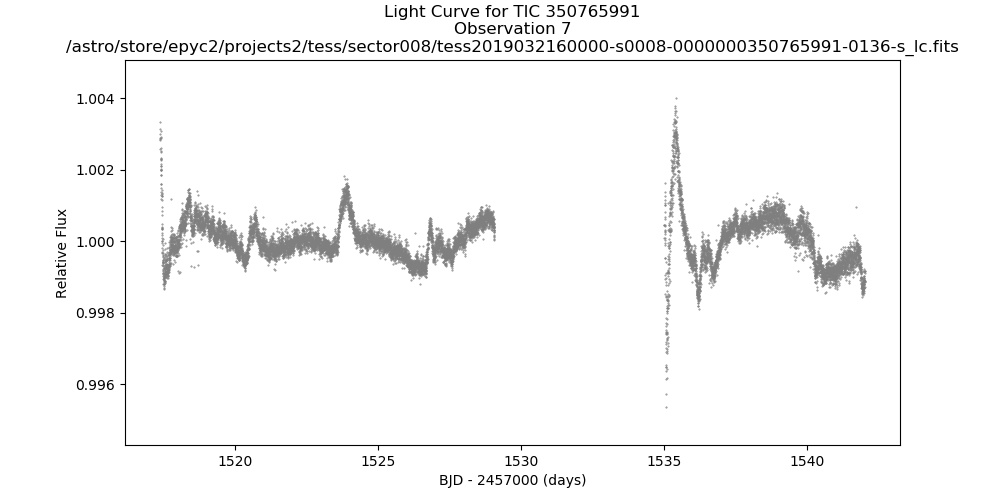 Light Curve for TIC 350765991
Observation 7
/astro/store/epyc2/projects2/tess/sector008/tess2019032160000-s0008-0000000350765991-0136-s_lc.fits
1.004
1.002
1.000
0.998
0.996
Relative Flux
1520
1525
1530
1535
1540
BJD - 2457000 (days)